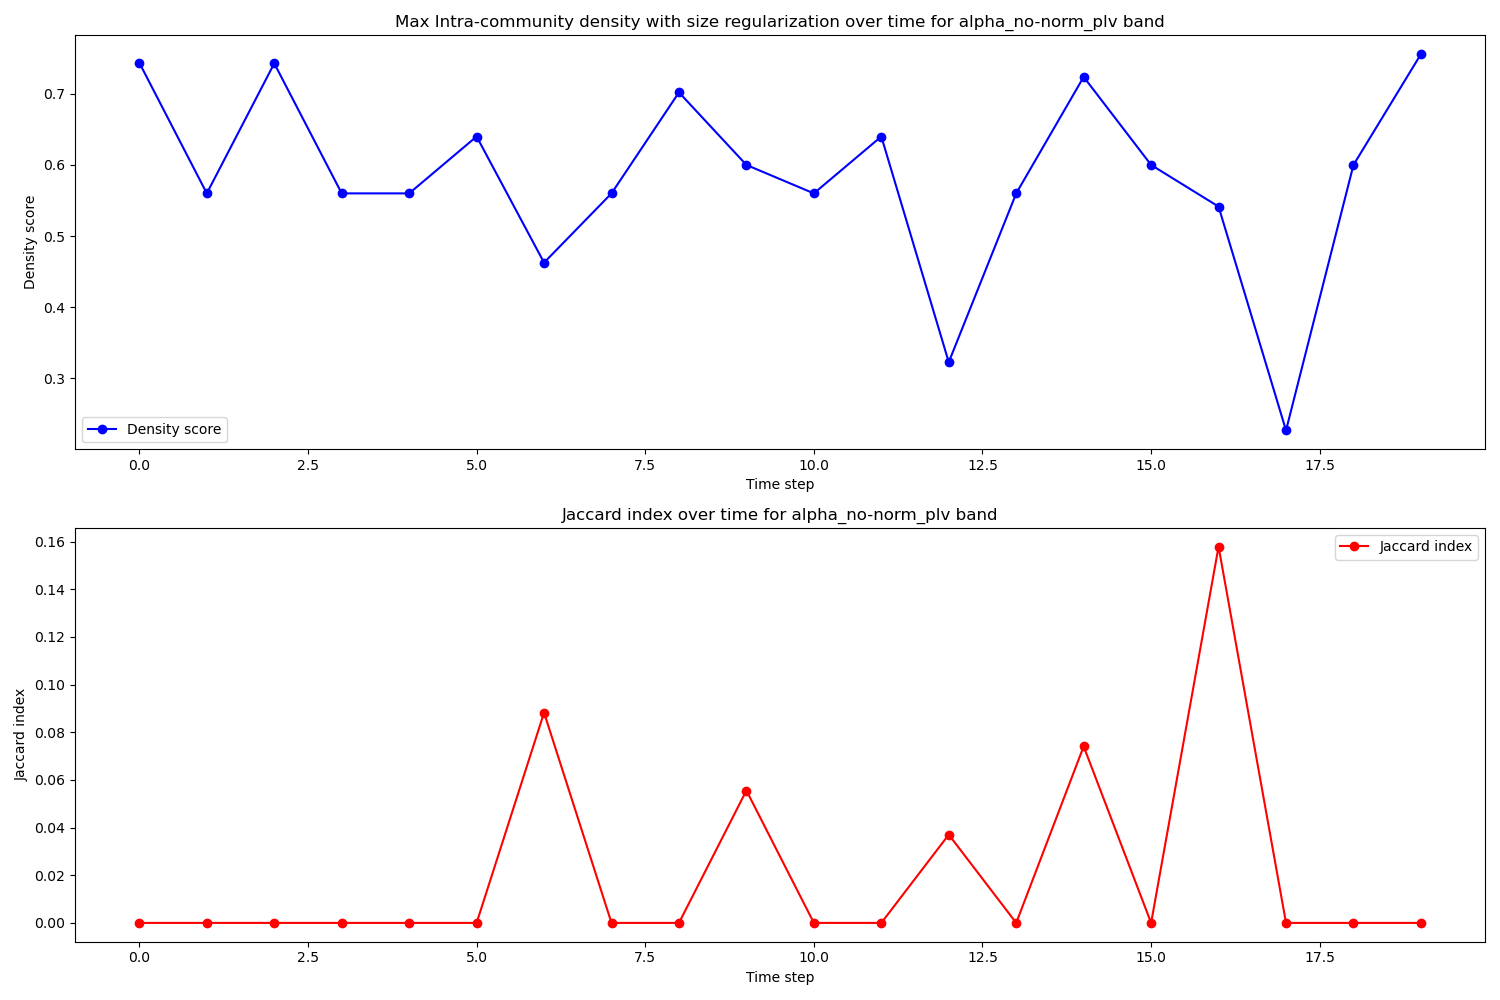 Max Intra-community density with size regularization over time for alpha_no-norm_plv band
Density score
0.7
0.6
0.5
0.4
0.3
Density score
0.0 2.5 5.0 7.5 10.0 12.5 15.0 17.5
Time step
Jaccard index over time for alpha_no-norm_plv band
Jaccard index
0.16
0.14
0.12
0.10
0.08
0.06
0.04
0.02
0.00
Jaccard index
0.0 2.5 5.0 7.5 10.0 12.5 15.0 17.5
Time step